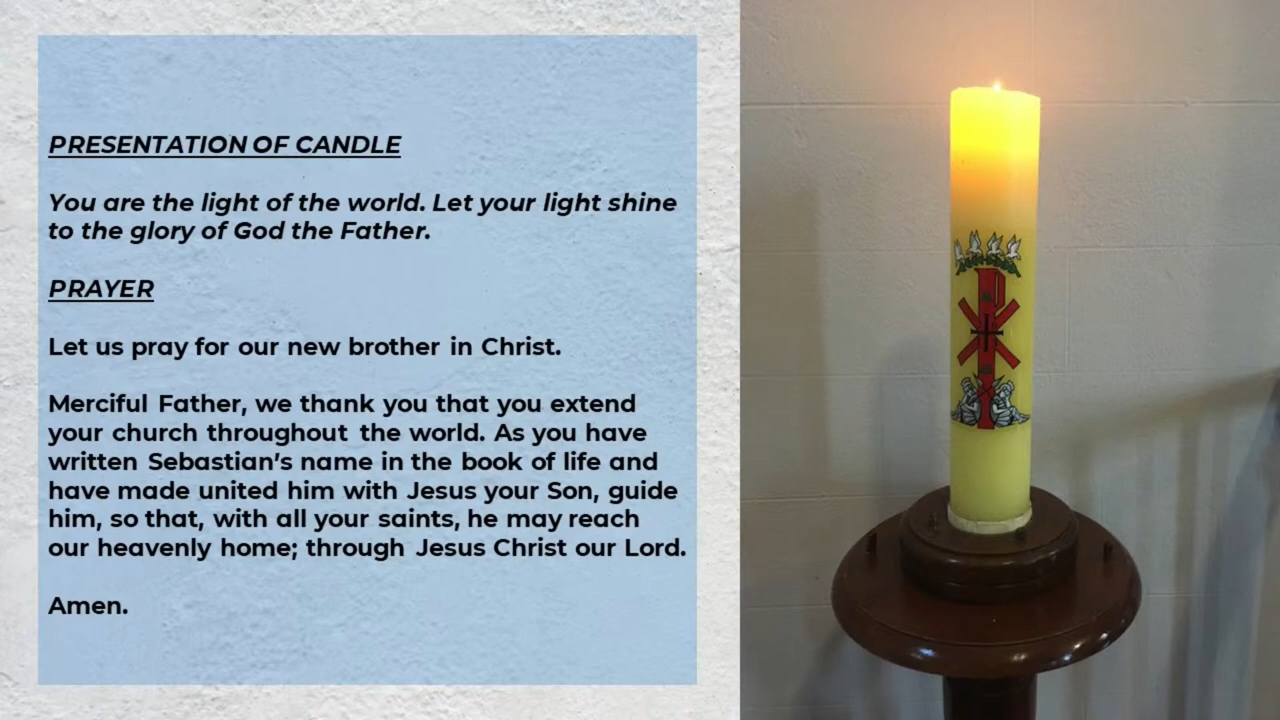 PRESENTATION OF CANDLE
You are the light of the world. Let your light shine
to the glory of God the Father.
PRAYER
Let us pray for our new brother in Christ.
Merciful Father, we thank you that you extend
your church throughout the world. As you have
written Sebastian's name in the book of life and
have made united him with Jesus your Son, guide
him, so that, with all your saints, he may reach
our heavenly home; through Jesus Christ our Lord.
Amen.